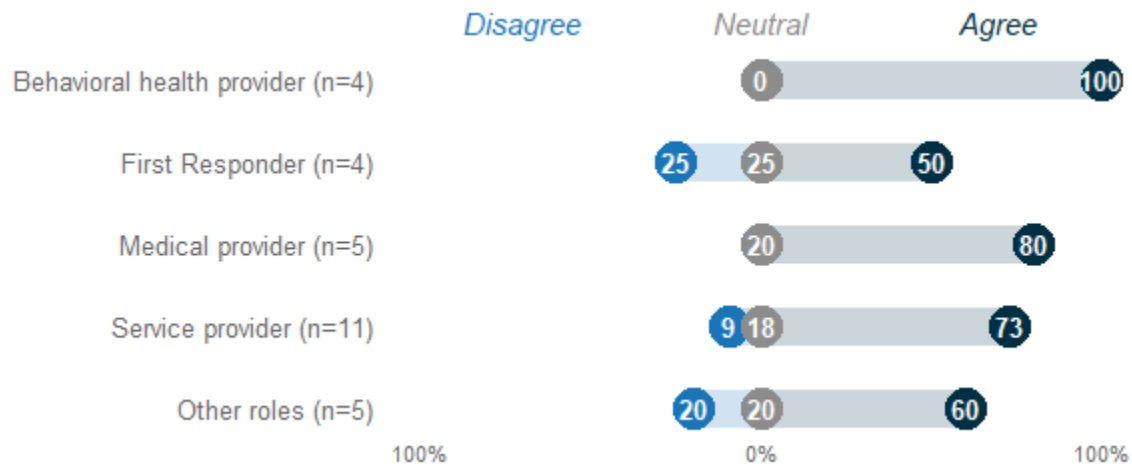 Disagree Neutral Agree
Behavioral health provider (n=4) 0 100
First Responder (n=4) 25 25 50
Medical provider (n=5) 20 80
Service provider (n=11) 9 18 73
Other roles (n=5) 20 20 60
100% 0% 100%